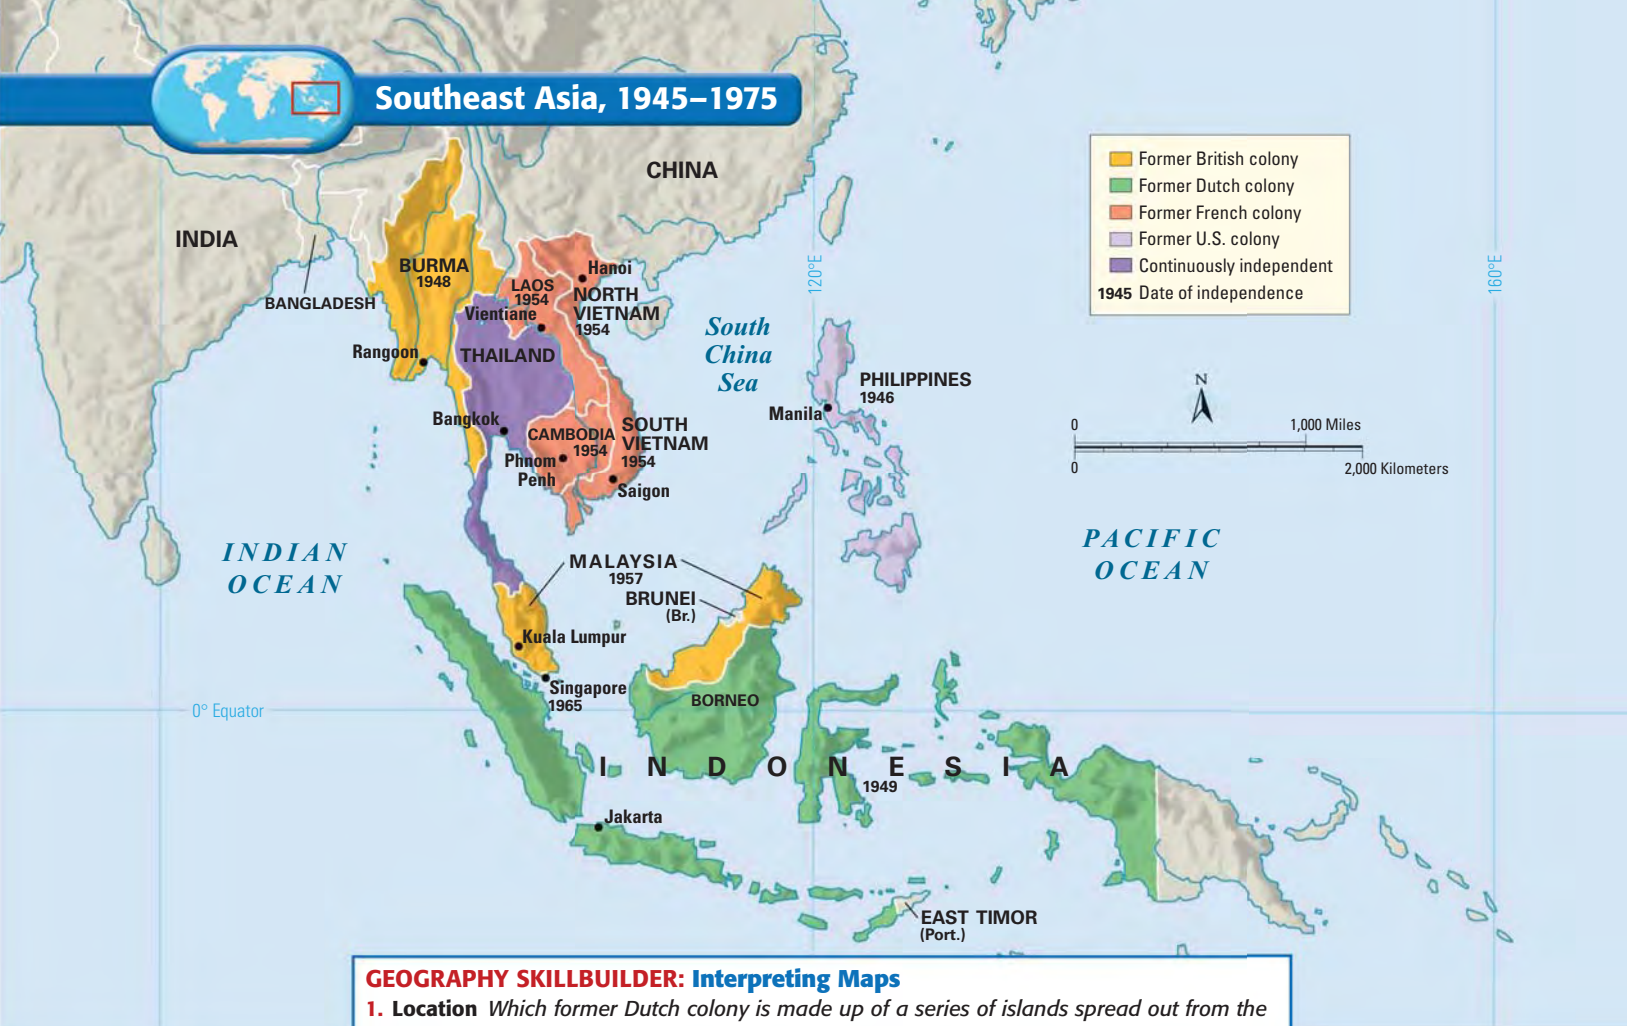 Southeast Asia, 1945–1975
CHINA
INDIA
BANGLADESH
BURMA
1948
Rangoon
LAOS
1954
Vientiane
Hanoi
NORTH
VIETNAM
1954
THAILAND
Bangkok
CAMBODIA
1954
Phnom
Penh
SOUTH
VIETNAM
1954
Saigon
South
China
Sea
120°E
160°E
Former British colony
Former Dutch colony
Former French colony
Former U.S. colony
Continuously independent
1945 Date of independence
N
0
1,000 Miles
0
2,000 Kilometers
PHILIPPINES
1946
Manila
INDIAN
OCEAN
PACIFIC
OCEAN
MALAYSIA
1957
BRUNEI
(Br.)
Kuala Lumpur
Singapore
1965
0° Equator
BORNEO
INDONESIA
1949
Jakarta
EAST TIMOR
(Port.)
GEOGRAPHY SKILLBUILDER: Interpreting Maps
1. Location Which former Dutch colony is made up of a series of islands spread out from the